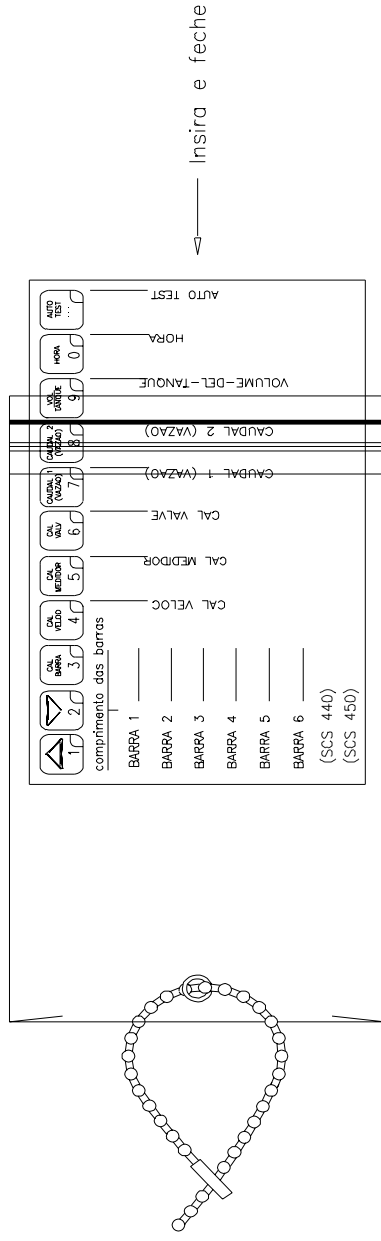 1
2
CAL
BARRA
3
CAL
VELOD
4
CAL
MEDIDOR
5
CAL
VALV
6
CAUDAL 1
(VAZAO)
7
CAUDAL 2
(VEZAO)
8
VOL
TANQUE
9
HORA
0
AUTO
TEST
...
comprimento das barras
BARRA 1
BARRA 2
BARRA 3
BARRA 4
BARRA 5
BARRA 6
(SCS 440)
(SCS 450)
CAL VELOC
CAL MEDIDOR
CAL VALVE
CAUDAL 1 (VAZAO)
CAUDAL 2 (VAZAO)
VOLUME-DEL-TANQUE
HORA
AUTO TEST
Insira e feche